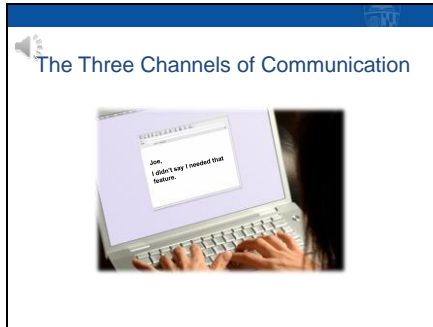 The Three Channels of Communication
Joe,
I didn't say I needed that
feature.